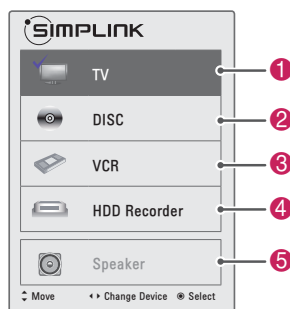 SIMPLINK
TV 1
DISC 2
VCR 3
HDD Recorder 4
Speaker 5
Move Change Device Select